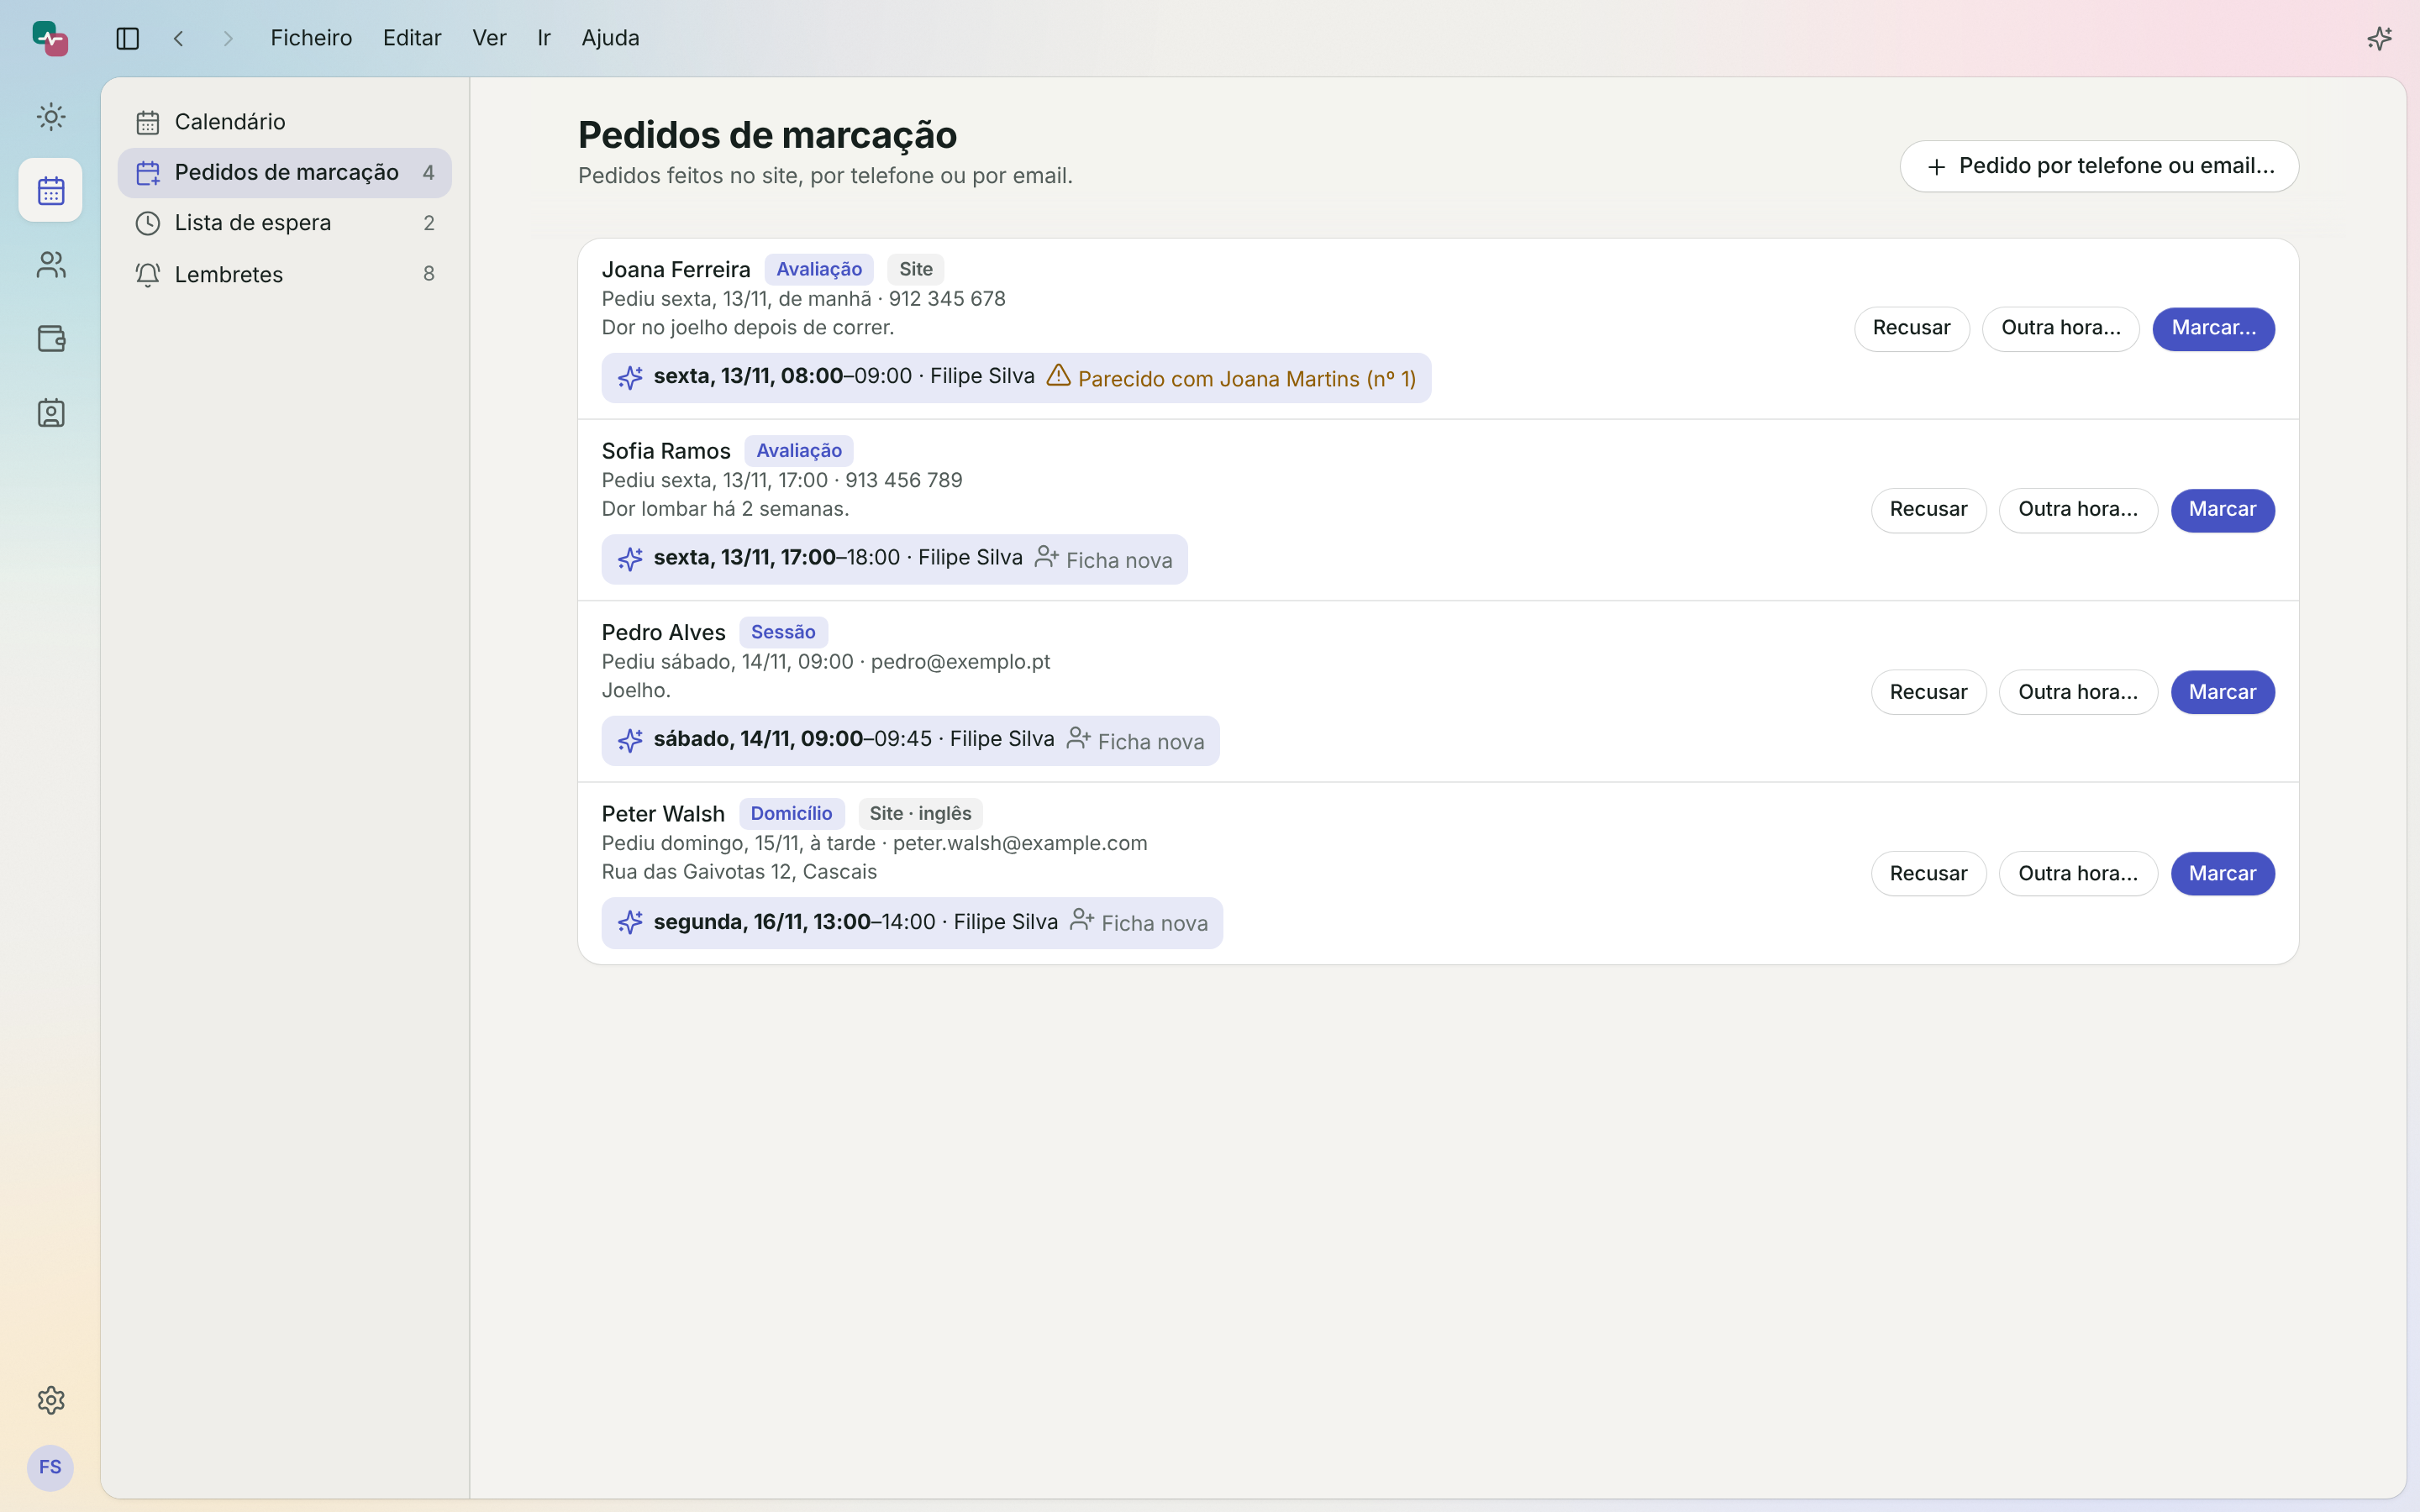 Ficheiro Editar Ver Ir Ajuda
Calendário
Pedidos de marcação 4
Lista de espera 2
Lembretes 8
FS
Pedidos de marcação
Pedidos feitos no site, por telefone ou por email.
Pedido por telefone ou email...
Joana Ferreira Avaliação Site
Pediu sexta, 13/11, de manhã · 912 345 678
Dor no joelho depois de correr.
sexta, 13/11, 08:00–09:00 · Filipe Silva Parecido com Joana Martins (nº 1)
Recusar Outra hora... Marcar...
Sofia Ramos Avaliação
Pediu sexta, 13/11, 17:00 · 913 456 789
Dor lombar há 2 semanas.
sexta, 13/11, 17:00–18:00 · Filipe Silva Ficha nova
Recusar Outra hora... Marcar
Pedro Alves Sessão
Pediu sábado, 14/11, 09:00 · pedro@exemplo.pt
Joelho.
sábado, 14/11, 09:00–09:45 · Filipe Silva Ficha nova
Recusar Outra hora... Marcar
Peter Walsh Domicílio Site · inglês
Pediu domingo, 15/11, à tarde · peter.walsh@example.com
Rua das Gaivotas 12, Cascais
segunda, 16/11, 13:00–14:00 · Filipe Silva Ficha nova
Recusar Outra hora... Marcar